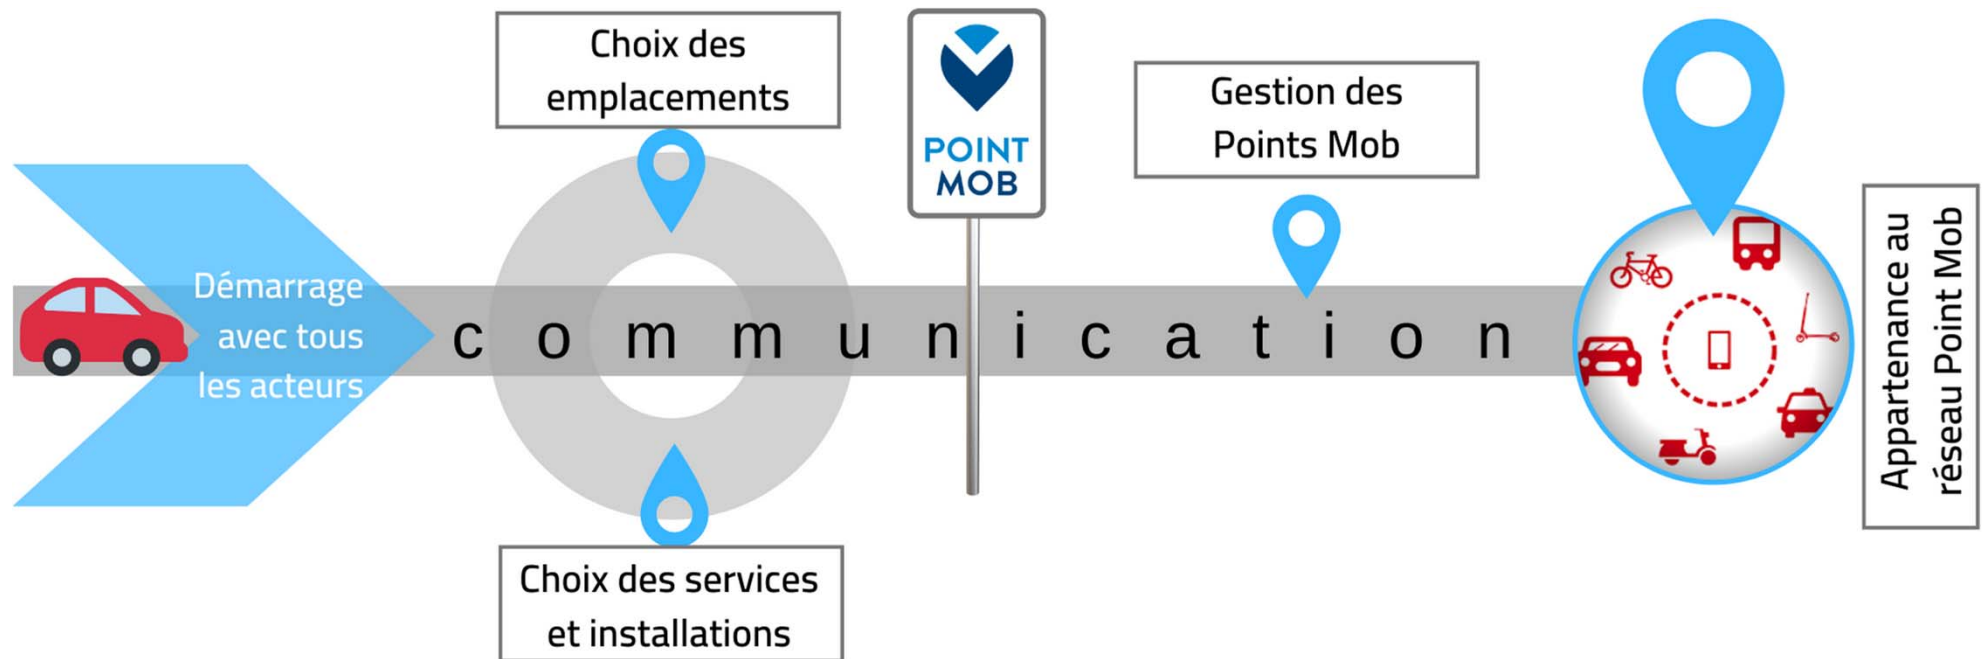 Choix des
emplacements
POINT
MOB
Gestion des
Points Mob
Démarrage
avec tous
les acteurs
communication
Appartenance au
réseau Point Mob
Choix des services
et installations